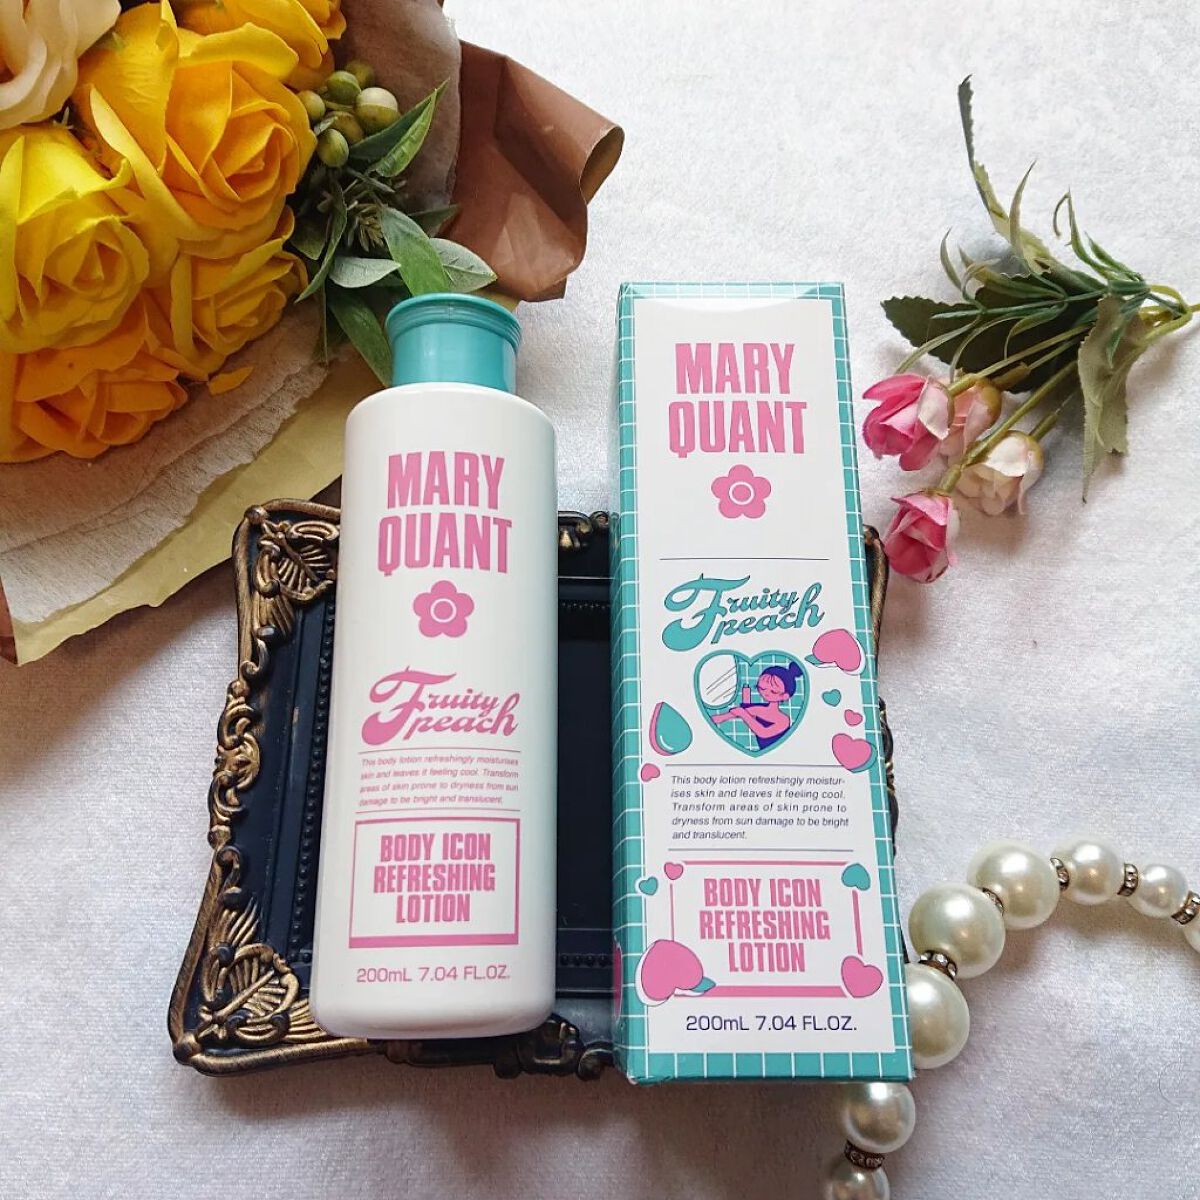 MARY
QUANT
Fruity
peach
This body lotion refreshingly moisturises
skin and leaves it feeling cool. Transform
areas of skin prone to dryness from sun
damage to be bright and translucent.
BODY ICON
REFRESHING
LOTION
200mL 7.04 FL.OZ.
MARY
QUANT
Fruity
peach
This body lotion refreshingly moistur-
ises skin and leaves it feeling cool.
Transform areas of skin prone to
dryness from sun damage to be bright
and translucent.
BODY ICON
REFRESHING
LOTION
200mL 7.04 FL.OZ.